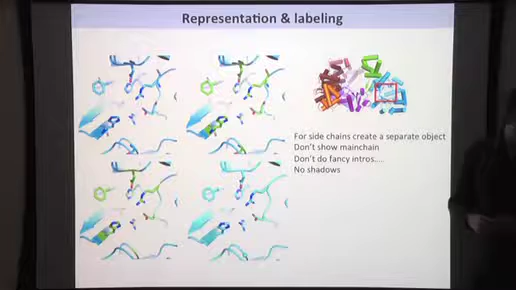 Representation & labeling
For side chains create a separate object
Don't show mainchain
Don't do fancy intros....
No shadows